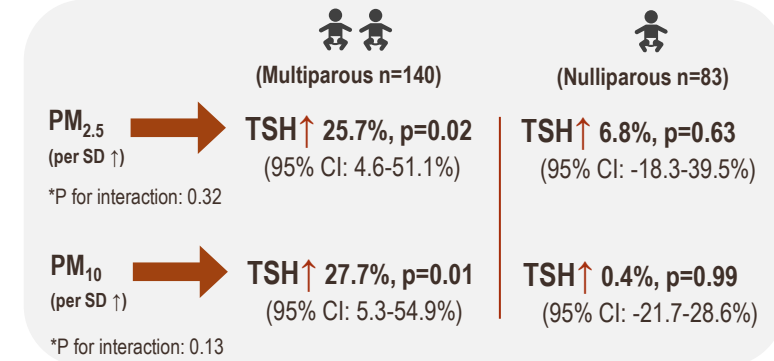 (Multiparous n=140)
(Nulliparous n=83)
PM2.5
(per SD ↑)
TSH↑ 25.7%, p=0.02
(95% CI: 4.6-51.1%)
TSH↑ 6.8%, p=0.63
(95% CI: -18.3-39.5%)
*P for interaction: 0.32
PM10
(per SD ↑)
TSH↑ 27.7%, p=0.01
(95% CI: 5.3-54.9%)
TSH↑ 0.4%, p=0.99
(95% CI: -21.7-28.6%)
*P for interaction: 0.13